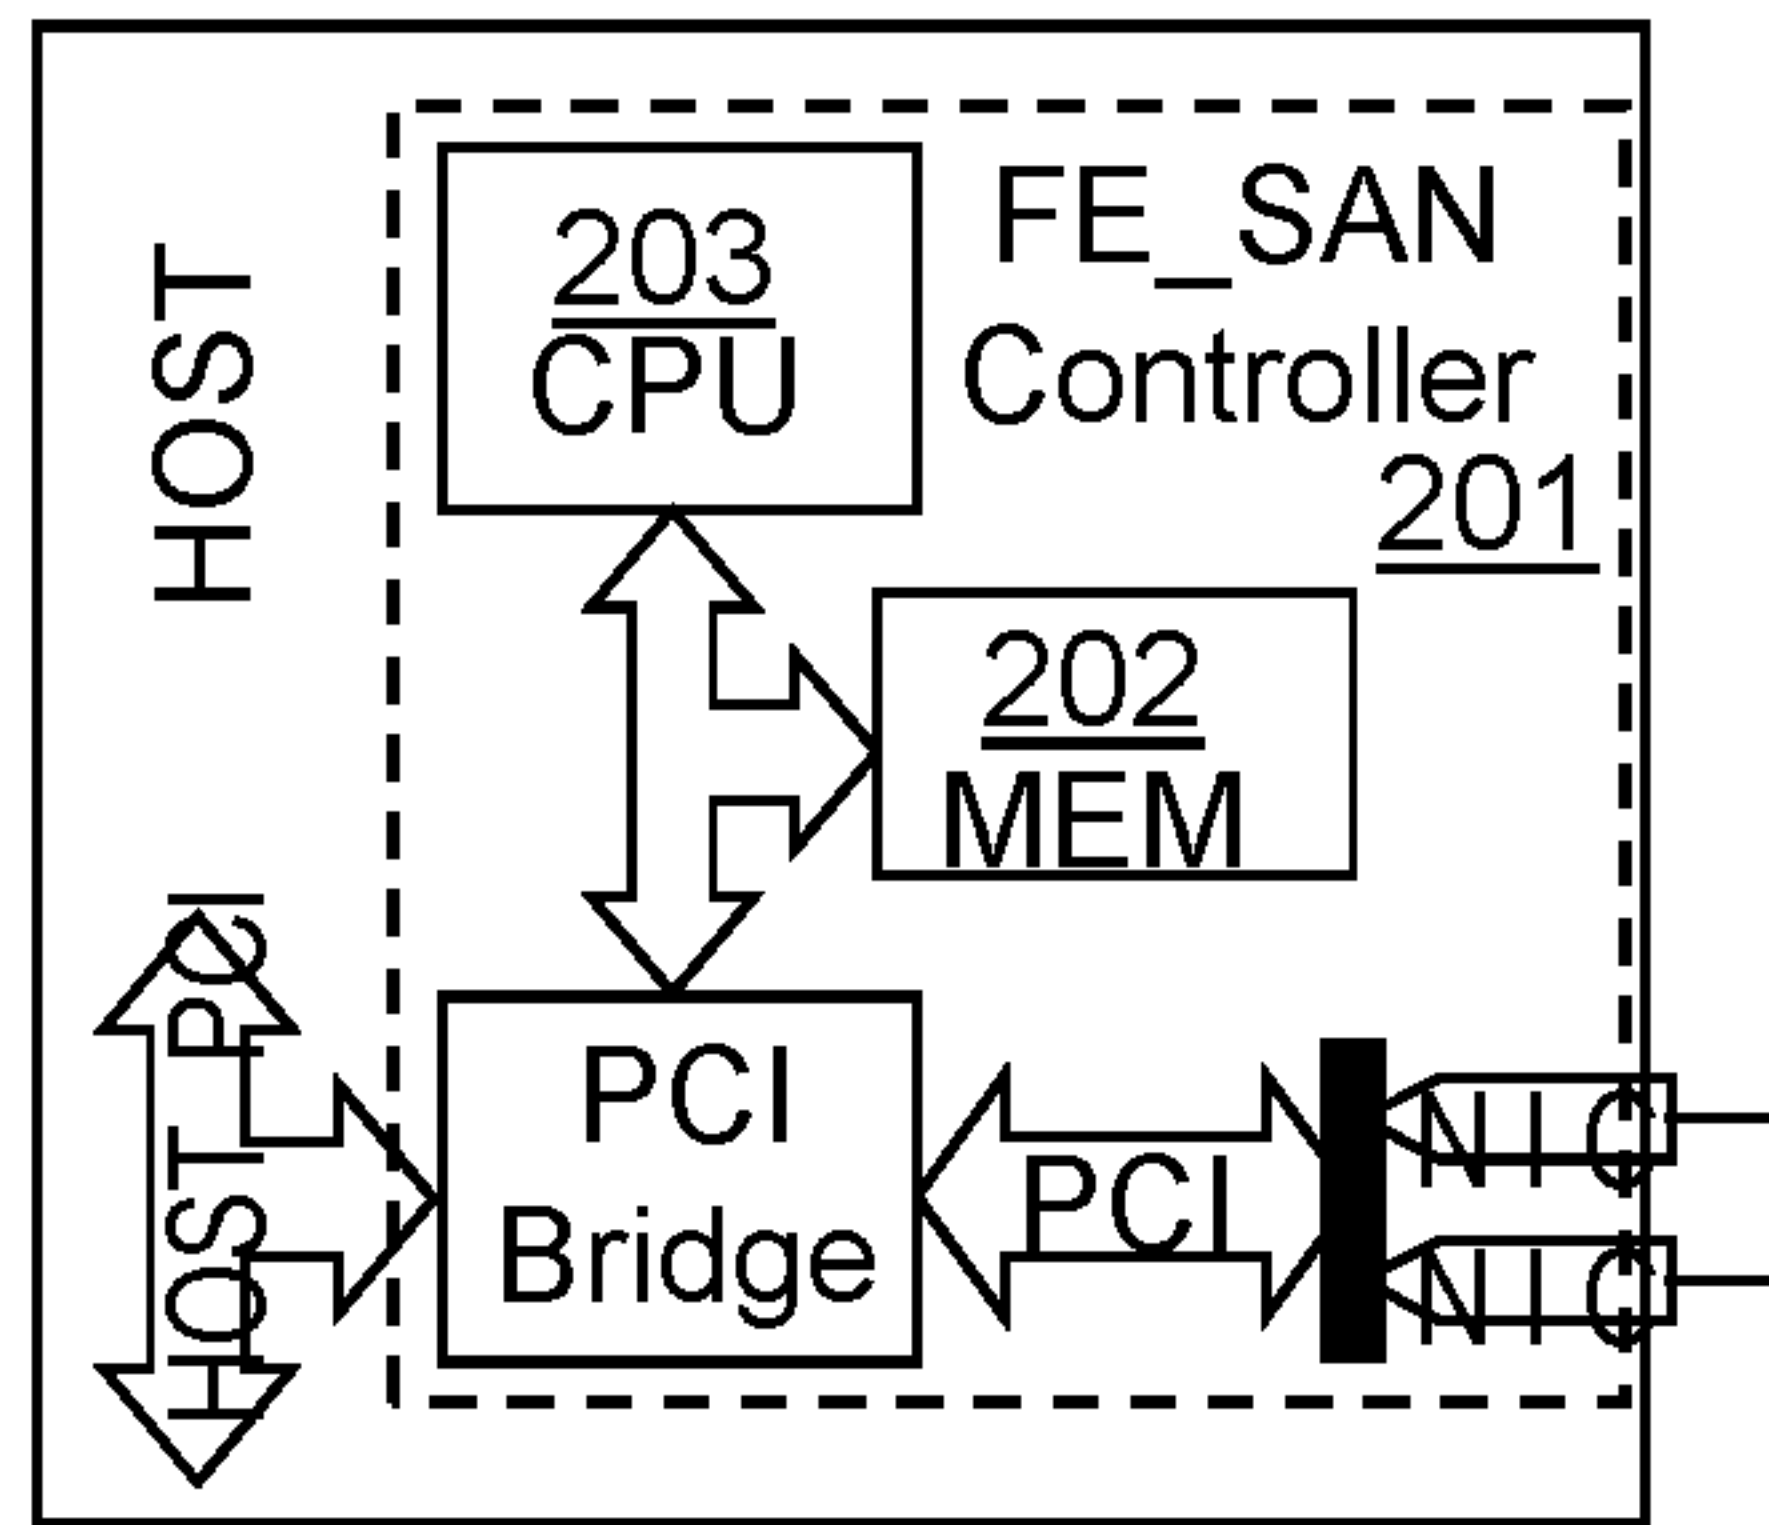 HOST
203
CPU
FE_SAN
Controller
201
202
MEM
HOST PCI
PCI
Bridge
PCI
NIC
NIC